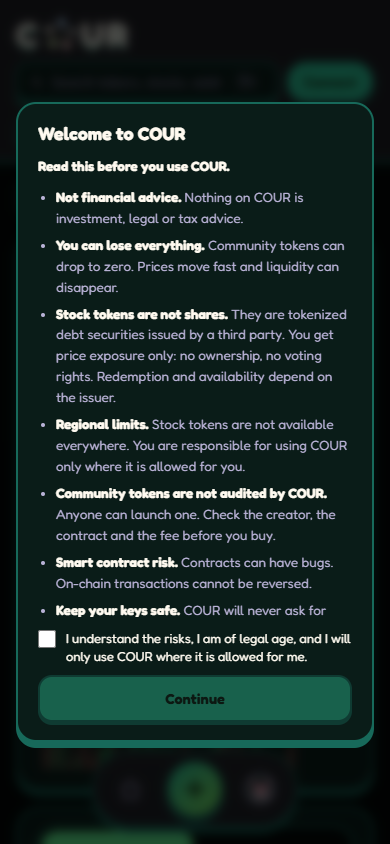 Welcome to COUR
Read this before you use COUR.
• Not financial advice. Nothing on COUR is
investment, legal or tax advice.
• You can lose everything. Community tokens can
drop to zero. Prices move fast and liquidity can
disappear.
• Stock tokens are not shares. They are tokenized
debt securities issued by a third party. You get
price exposure only: no ownership, no voting
rights. Redemption and availability depend on
the issuer.
• Regional limits. Stock tokens are not available
everywhere. You are responsible for using COUR
only where it is allowed for you.
• Community tokens are not audited by COUR.
Anyone can launch one. Check the creator, the
contract and the fee before you buy.
• Smart contract risk. Contracts can have bugs.
On-chain transactions cannot be reversed.
• Keep your keys safe. COUR will never ask for
I understand the risks, I am of legal age, and I will
only use COUR where it is allowed for me.
Continue